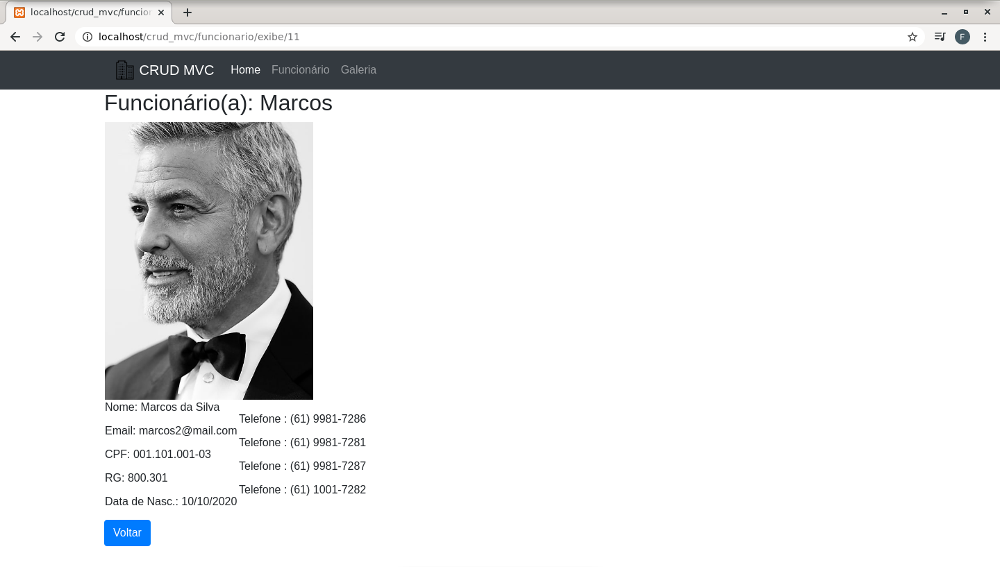 localhost/crud_mvc/funcion
localhost/crud_mvc/funcionario/exibe/11
F
CRUD MVC Home Funcionário Galeria
Funcionário(a): Marcos
Nome: Marcos da Silva
Telefone : (61) 9981-7286
Email: marcos2@mail.com
Telefone : (61) 9981-7281
CPF: 001.101.001-03
Telefone : (61) 9981-7287
RG: 800.301
Telefone : (61) 1001-7282
Data de Nasc.: 10/10/2020
Voltar